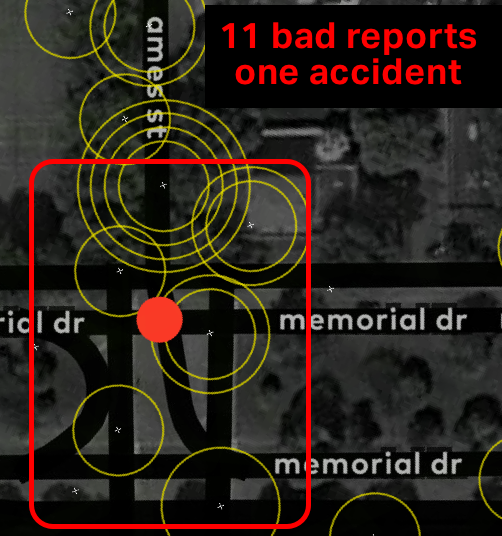 11 bad reports
one accident
ames st
rial dr
memorial dr
memorial dr